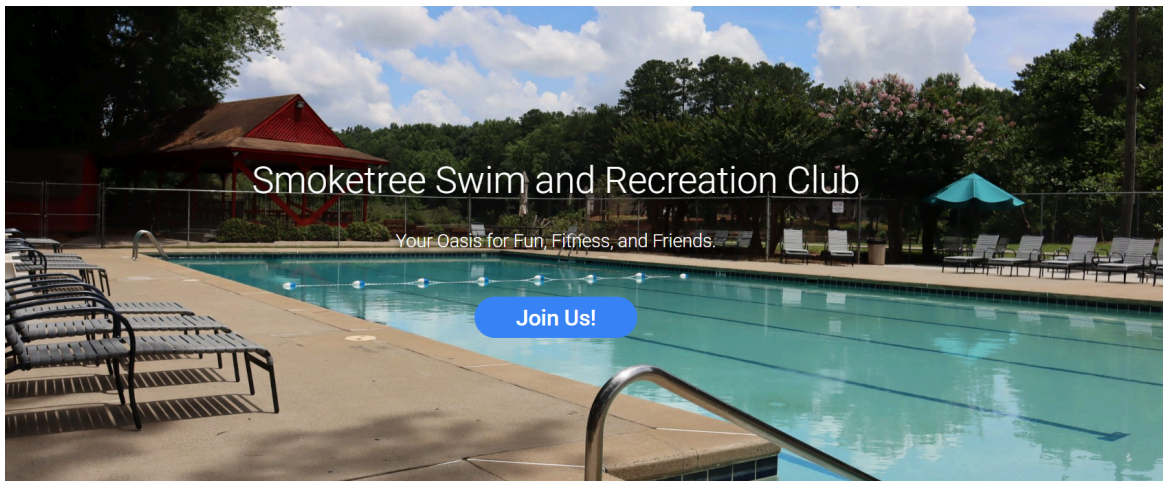 Smoketree Swim and Recreation Club
Your Oasis for Fun, Fitness, and Friends.
Join Us!